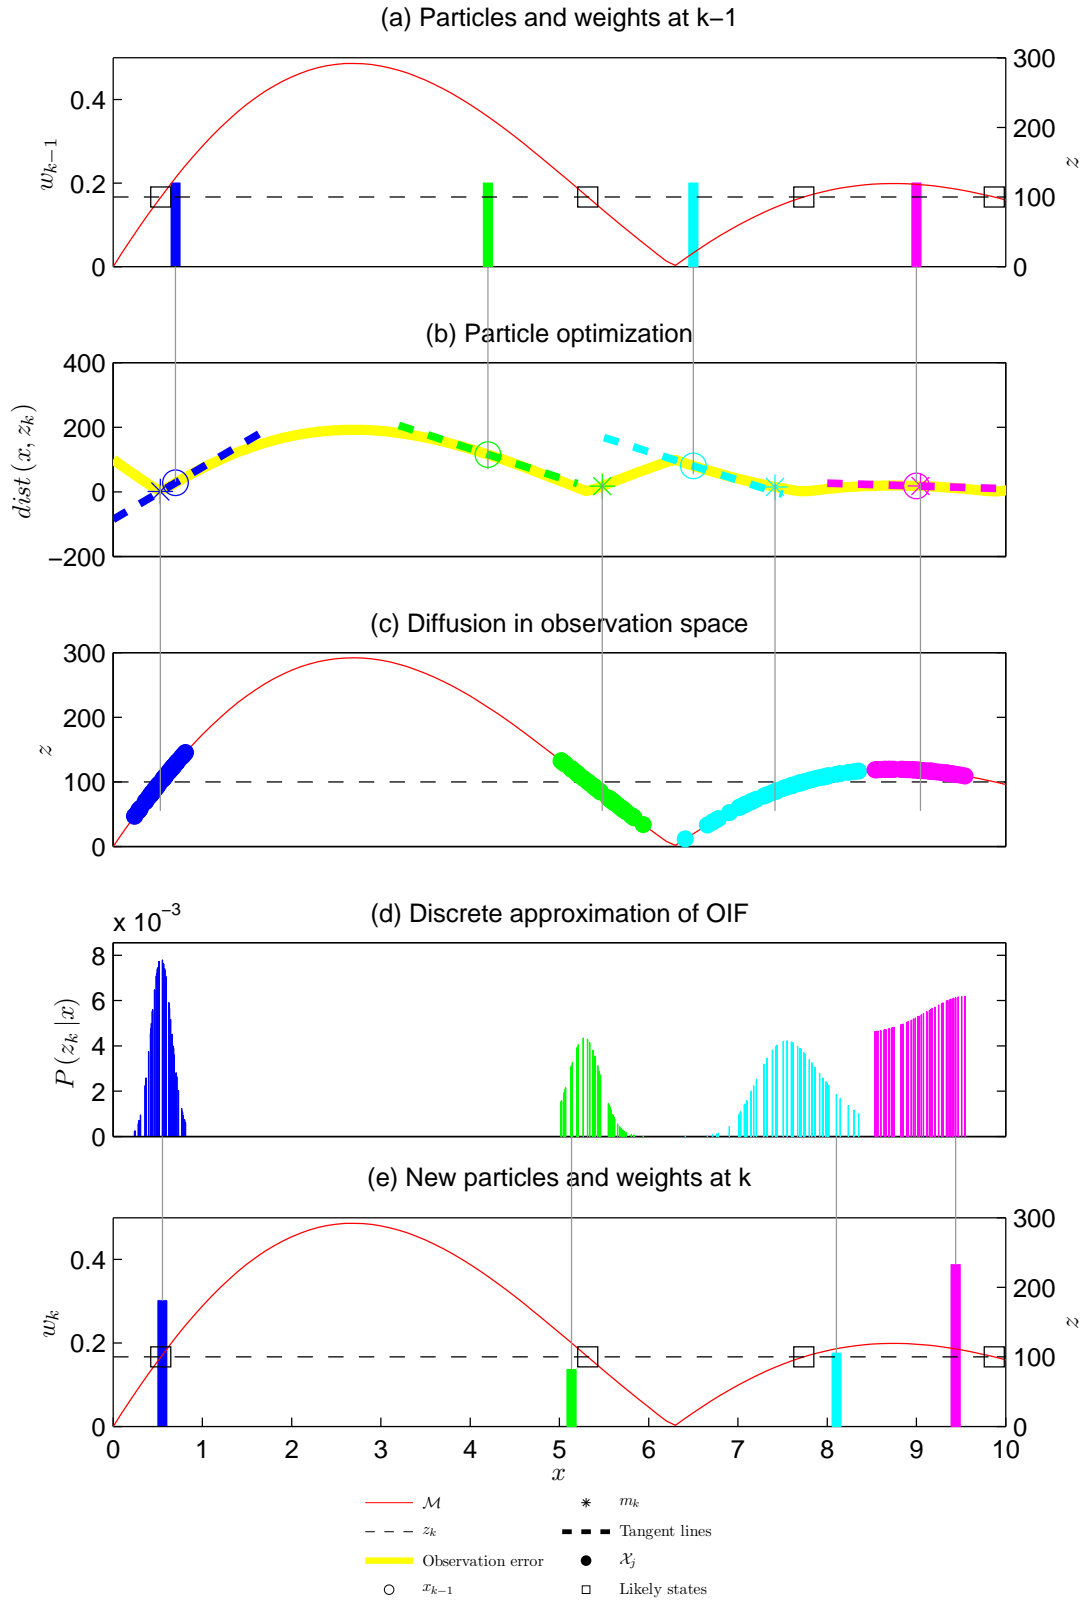 (a) Particles and weights at k−1
w_{k−1}
0.4
0.2
0
300
200
100
0
z
(b) Particle optimization
dist (x, z_k)
400
200
0
−200
(c) Diffusion in observation space
z
300
200
100
0
(d) Discrete approximation of OIF
x 10^{−3}
P (z_k |x)
8
6
4
2
0
(e) New particles and weights at k
w_k
0.4
0.2
0
300
200
100
0
z
0 1 2 3 4 5 6 7 8 9 10
x
ℳ
z_k
Observation error
x_{k−1}
m_k
Tangent lines
𝒳_j
Likely states